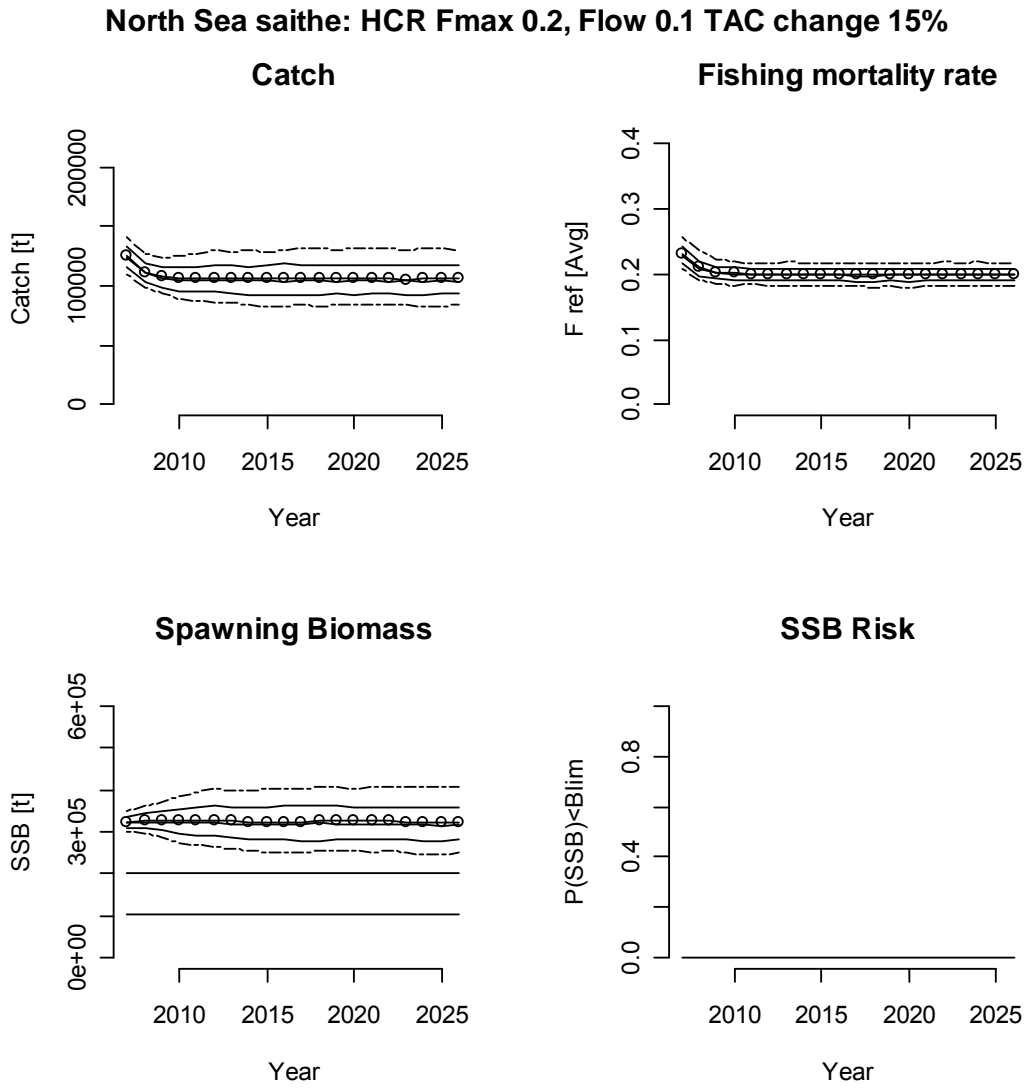 North Sea saithe: HCR Fmax 0.2, Flow 0.1 TAC change 15%
Catch
Catch [t]
0 100000 200000
2010 2015 2020 2025
Year
Fishing mortality rate
F ref [Avg]
0.0 0.1 0.2 0.3 0.4
2010 2015 2020 2025
Year
Spawning Biomass
SSB [t]
0e+00 3e+05 6e+05
2010 2015 2020 2025
Year
SSB Risk
P(SSB)<Blim
0.0 0.4 0.8
2010 2015 2020 2025
Year